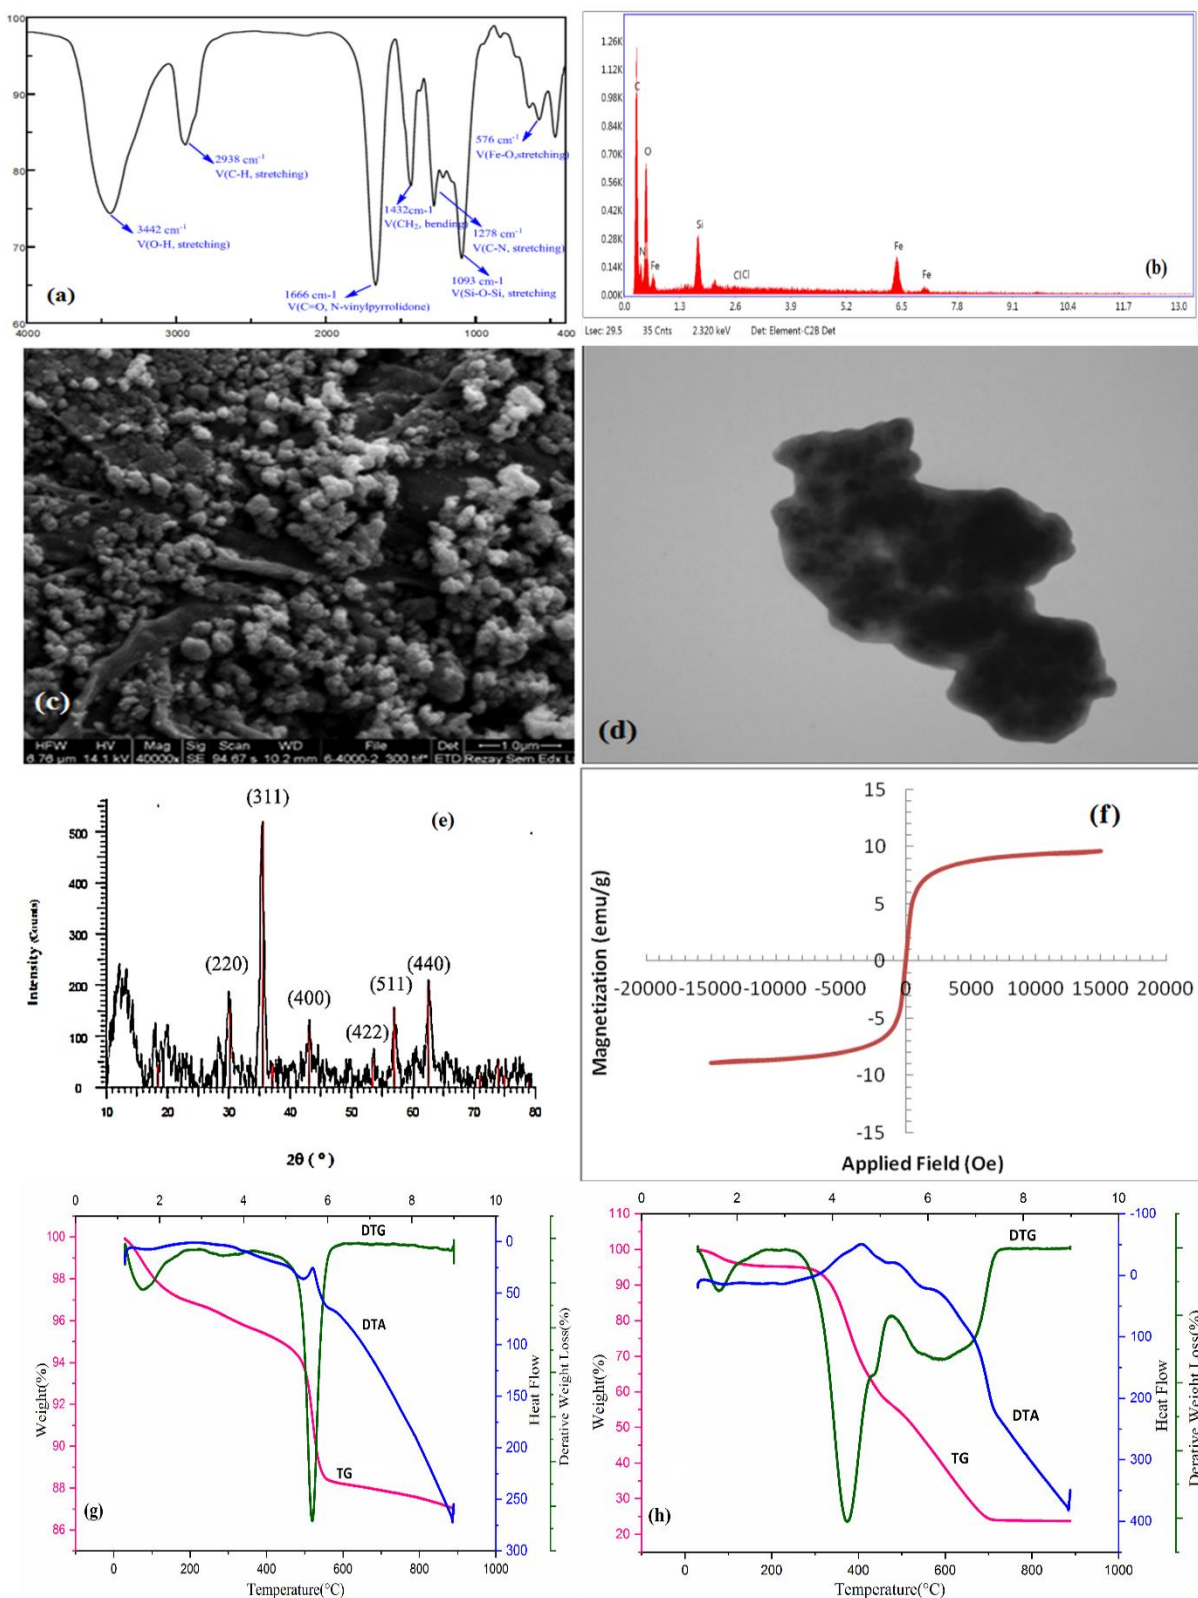 100
90
80
70
60
4000
3000
2000
1000
400
3442 cm-1
V(O-H, stretching)
2938 cm-1
V(C-H, stretching)
1666 cm-1
V(C=O, N-vinylpyrrolidone)
1432cm-1
V(CH2, bending)
1278 cm-1
V(C-N, stretching)
1093 cm-1
V(Si-O-Si, stretching
576 cm-1
V(Fe-O,stretching)
(a)
1.26K
1.12K
0.98K
0.84K
0.70K
0.56K
0.42K
0.28K
0.14K
0.00K
C
O
N
Fe
Si
Cl Cl
Fe
Fe
(b)
0.0 1.3 2.6 3.9 5.2 6.5 7.8 9.1 10.4 11.7 13.0
Lsec: 29.5 35 Cnts 2.320 keV Det: Element-C2B Det
(c)
HFW HV Mag Sig Scan WD File Det 1.0µm
6.76 µm 14.1 kV 40000x SE 94.67 s 10.2 mm 6-4000-2_300.tif* ETD Rezay Sem Edx L
(d)
(e)
(311)
(220)
(400)
(422)
(511)
(440)
500
400
300
200
100
0
10 20 30 40 50 60 70 80
Intensity (Counts)
2θ (°)
(f)
15
10
5
0
-5
-10
-15
-20000 -15000 -10000 -5000 0 5000 10000 15000 20000
Magnetization (emu/g)
Applied Field (Oe)
0 2 4 6 8 10
100
98
96
94
92
90
88
86
Weight(%)
DTG
DTA
TG
(g)
0
50
100
150
200
250
300
Heat Flow
Derative Weight Loss(%)
0 200 400 600 800 1000
Temperature(°C)
0 2 4 6 8 10
110
100
90
80
70
60
50
40
30
20
Weight(%)
DTG
DTA
TG
(h)
-100
0
100
200
300
400
Heat Flow
Derative Weight Loss(%)
0 200 400 600 800 1000
Temperature(°C)